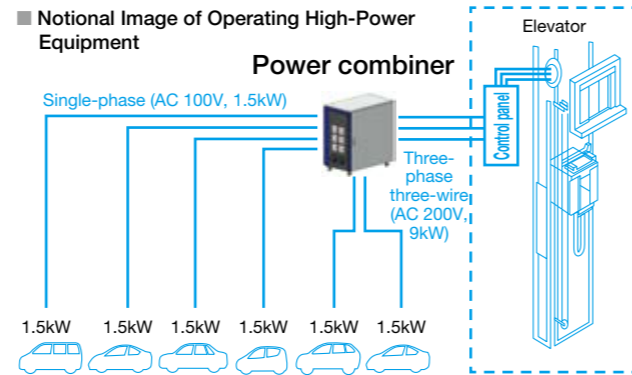 ■ Notional Image of Operating High-Power
Equipment
Power combiner
Elevator
Single-phase (AC 100V, 1.5kW)
Control panel
Three-
phase
three-wire
(AC 200V,
9kW)
1.5kW 1.5kW 1.5kW 1.5kW 1.5kW 1.5kW